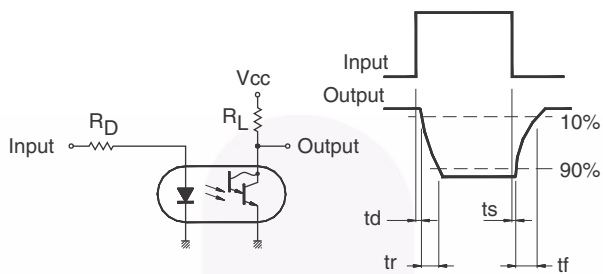 Vcc
RL
RD
Input
Output
Input
Output
10%
90%
td
ts
tr
tf